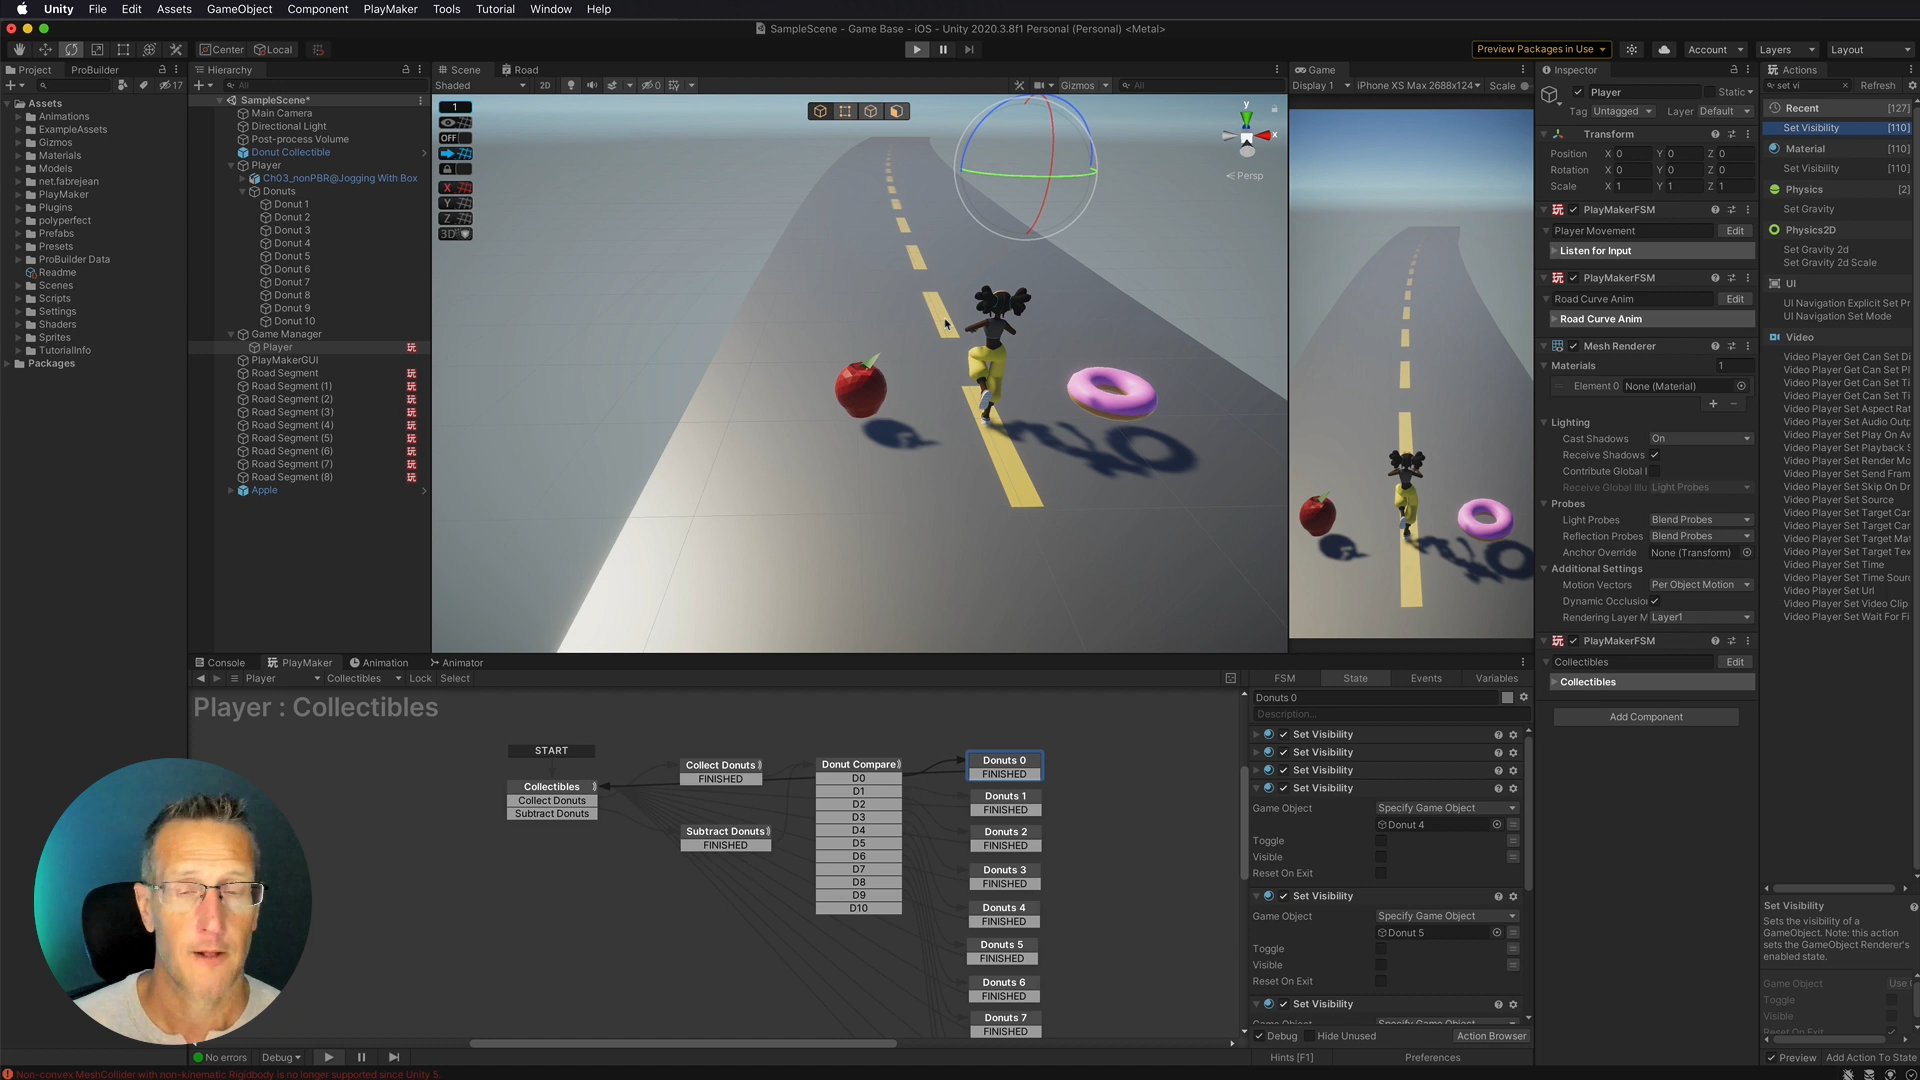 Unity File Edit Assets GameObject Component PlayMaker Tools Tutorial Window Help
SampleScene - Game Base - iOS - Unity 2020.3.8f1 Personal (Personal) <Metal>
Center Local
Preview Packages in Use
Account Layers Layout
Project ProBuilder
17
Assets
Animations
ExampleAssets
Gizmos
Materials
Models
net.fabrejean
PlayMaker
Plugins
polyperfect
Prefabs
Presets
ProBuilder Data
Readme
Scenes
Scripts
Settings
Shaders
Sprites
TutorialInfo
Packages
Hierarchy
All
SampleScene*
Main Camera
Directional Light
Post-process Volume
Donut Collectible
Player
Ch03_nonPBR@Jogging With Box
Donuts
Donut 1
Donut 2
Donut 3
Donut 4
Donut 5
Donut 6
Donut 7
Donut 8
Donut 9
Donut 10
Game Manager
Player
PlayMakerGUI
Road Segment
Road Segment (1)
Road Segment (2)
Road Segment (3)
Road Segment (4)
Road Segment (5)
Road Segment (6)
Road Segment (7)
Road Segment (8)
Apple
Scene Road
Shaded 2D 0 Gizmos All
1
OFF
X
Y
Z
3D
y
x
Persp
Game
Display 1 iPhone XS Max 2688x124 Scale
Inspector
Player Static
Tag Untagged Layer Default
Transform
Position X 0 Y 0 Z 0
Rotation X 0 Y 0 Z 0
Scale X 1 Y 1 Z 1
PlayMakerFSM
Player Movement Edit
Listen for Input
PlayMakerFSM
Road Curve Anim Edit
Road Curve Anim
Mesh Renderer
Materials 1
Element 0 None (Material)
Lighting
Cast Shadows On
Receive Shadows
Contribute Global I
Receive Global Illu Light Probes
Probes
Light Probes Blend Probes
Reflection Probes Blend Probes
Anchor Override None (Transform)
Additional Settings
Motion Vectors Per Object Motion
Dynamic Occlusio
Rendering Layer M Layer1
PlayMakerFSM
Collectibles Edit
Collectibles
Add Component
Actions
set vi Refresh
Recent [127]
Set Visibility [110]
Material [110]
Set Visibility [110]
Physics [2]
Set Gravity
Physics2D
Set Gravity 2d
Set Gravity 2d Scale
UI
UI Navigation Explicit Set Pr
UI Navigation Set Mode
Video
Video Player Get Can Set Di
Video Player Get Can Set Pl
Video Player Get Can Set Ti
Video Player Get Can Set Ti
Video Player Set Aspect Rat
Video Player Set Audio Outp
Video Player Set Play On Av
Video Player Set Playback S
Video Player Set Render Mo
Video Player Set Send Fram
Video Player Set Skip On Dr
Video Player Set Source
Video Player Set Target Car
Video Player Set Target Cam
Video Player Set Target Mat
Video Player Set Target Tex
Video Player Set Time
Video Player Set Time Sourc
Video Player Set Url
Video Player Set Video Clip
Video Player Set Wait For Fi
Set Visibility
Sets the visibility of a
GameObject. Note: this action
sets the GameObject Renderer's
enabled state.
Game Object Use
Toggle
Visible
Reset On Exit
Preview Add Action To State
Console PlayMaker Animation Animator
Player Collectibles Lock Select
Player : Collectibles
START
Collectibles
Collect Donuts
Subtract Donuts
Collect Donuts
FINISHED
Subtract Donuts
FINISHED
Donut Compare
D0
D1
D2
D3
D4
D5
D6
D7
D8
D9
D10
Donuts 0
FINISHED
Donuts 1
FINISHED
Donuts 2
FINISHED
Donuts 3
FINISHED
Donuts 4
FINISHED
Donuts 5
FINISHED
Donuts 6
FINISHED
Donuts 7
FINISHED
FSM State Events Variables
Donuts 0
Description...
Set Visibility
Set Visibility
Set Visibility
Set Visibility
Game Object Specify Game Object
Donut 4
Toggle
Visible
Reset On Exit
Set Visibility
Game Object Specify Game Object
Donut 5
Toggle
Visible
Reset On Exit
Set Visibility
Game Object Specify Game Object
Debug Hide Unused Action Browser
Hints [F1] Preferences
No errors Debug
Non-convex MeshCollider with non-kinematic Rigidbody is no longer supported since Unity 5.